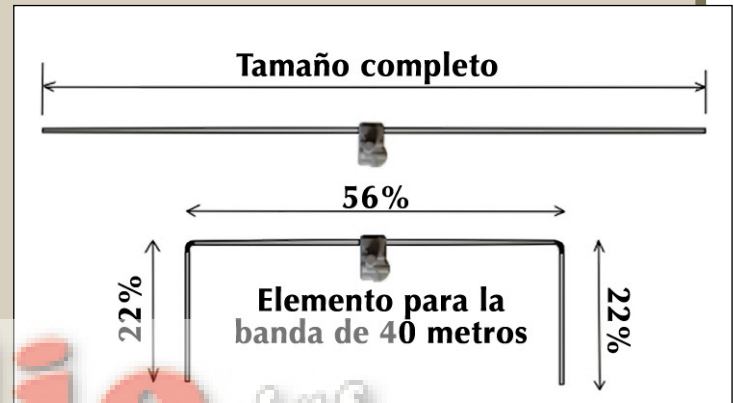 Tamaño completo
56%
22%
Elemento para la
banda de 40 metros
22%